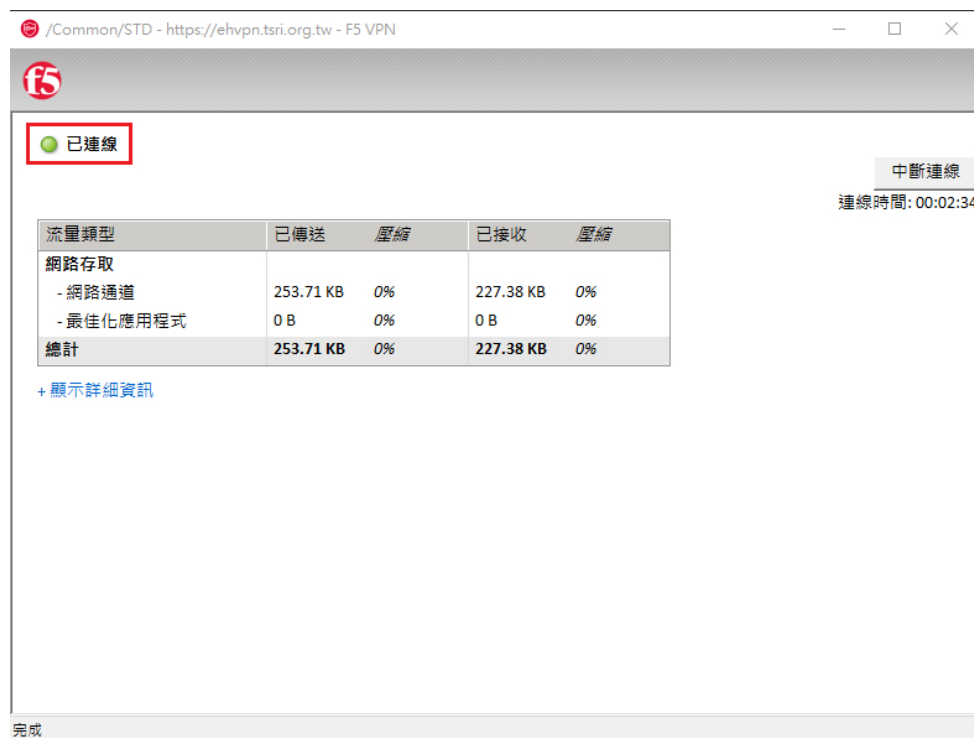 /Common/STD - https://ehvpn.tsri.org.tw - F5 VPN
f5
已連線
中斷連線
連線時間: 00:02:34
流量類型 已傳送 壓縮 已接收 壓縮
網路存取
- 網路通道 253.71 KB 0% 227.38 KB 0%
- 最佳化應用程式 0 B 0% 0 B 0%
總計 253.71 KB 0% 227.38 KB 0%
+ 顯示詳細資訊
完成